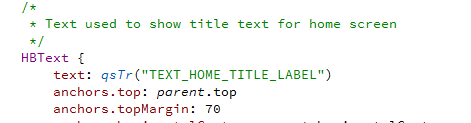 /*
* Text used to show title text for home screen
*/
HBText {
text: qsTr("TEXT_HOME_TITLE_LABEL")
anchors.top: parent.top
anchors.topMargin: 70